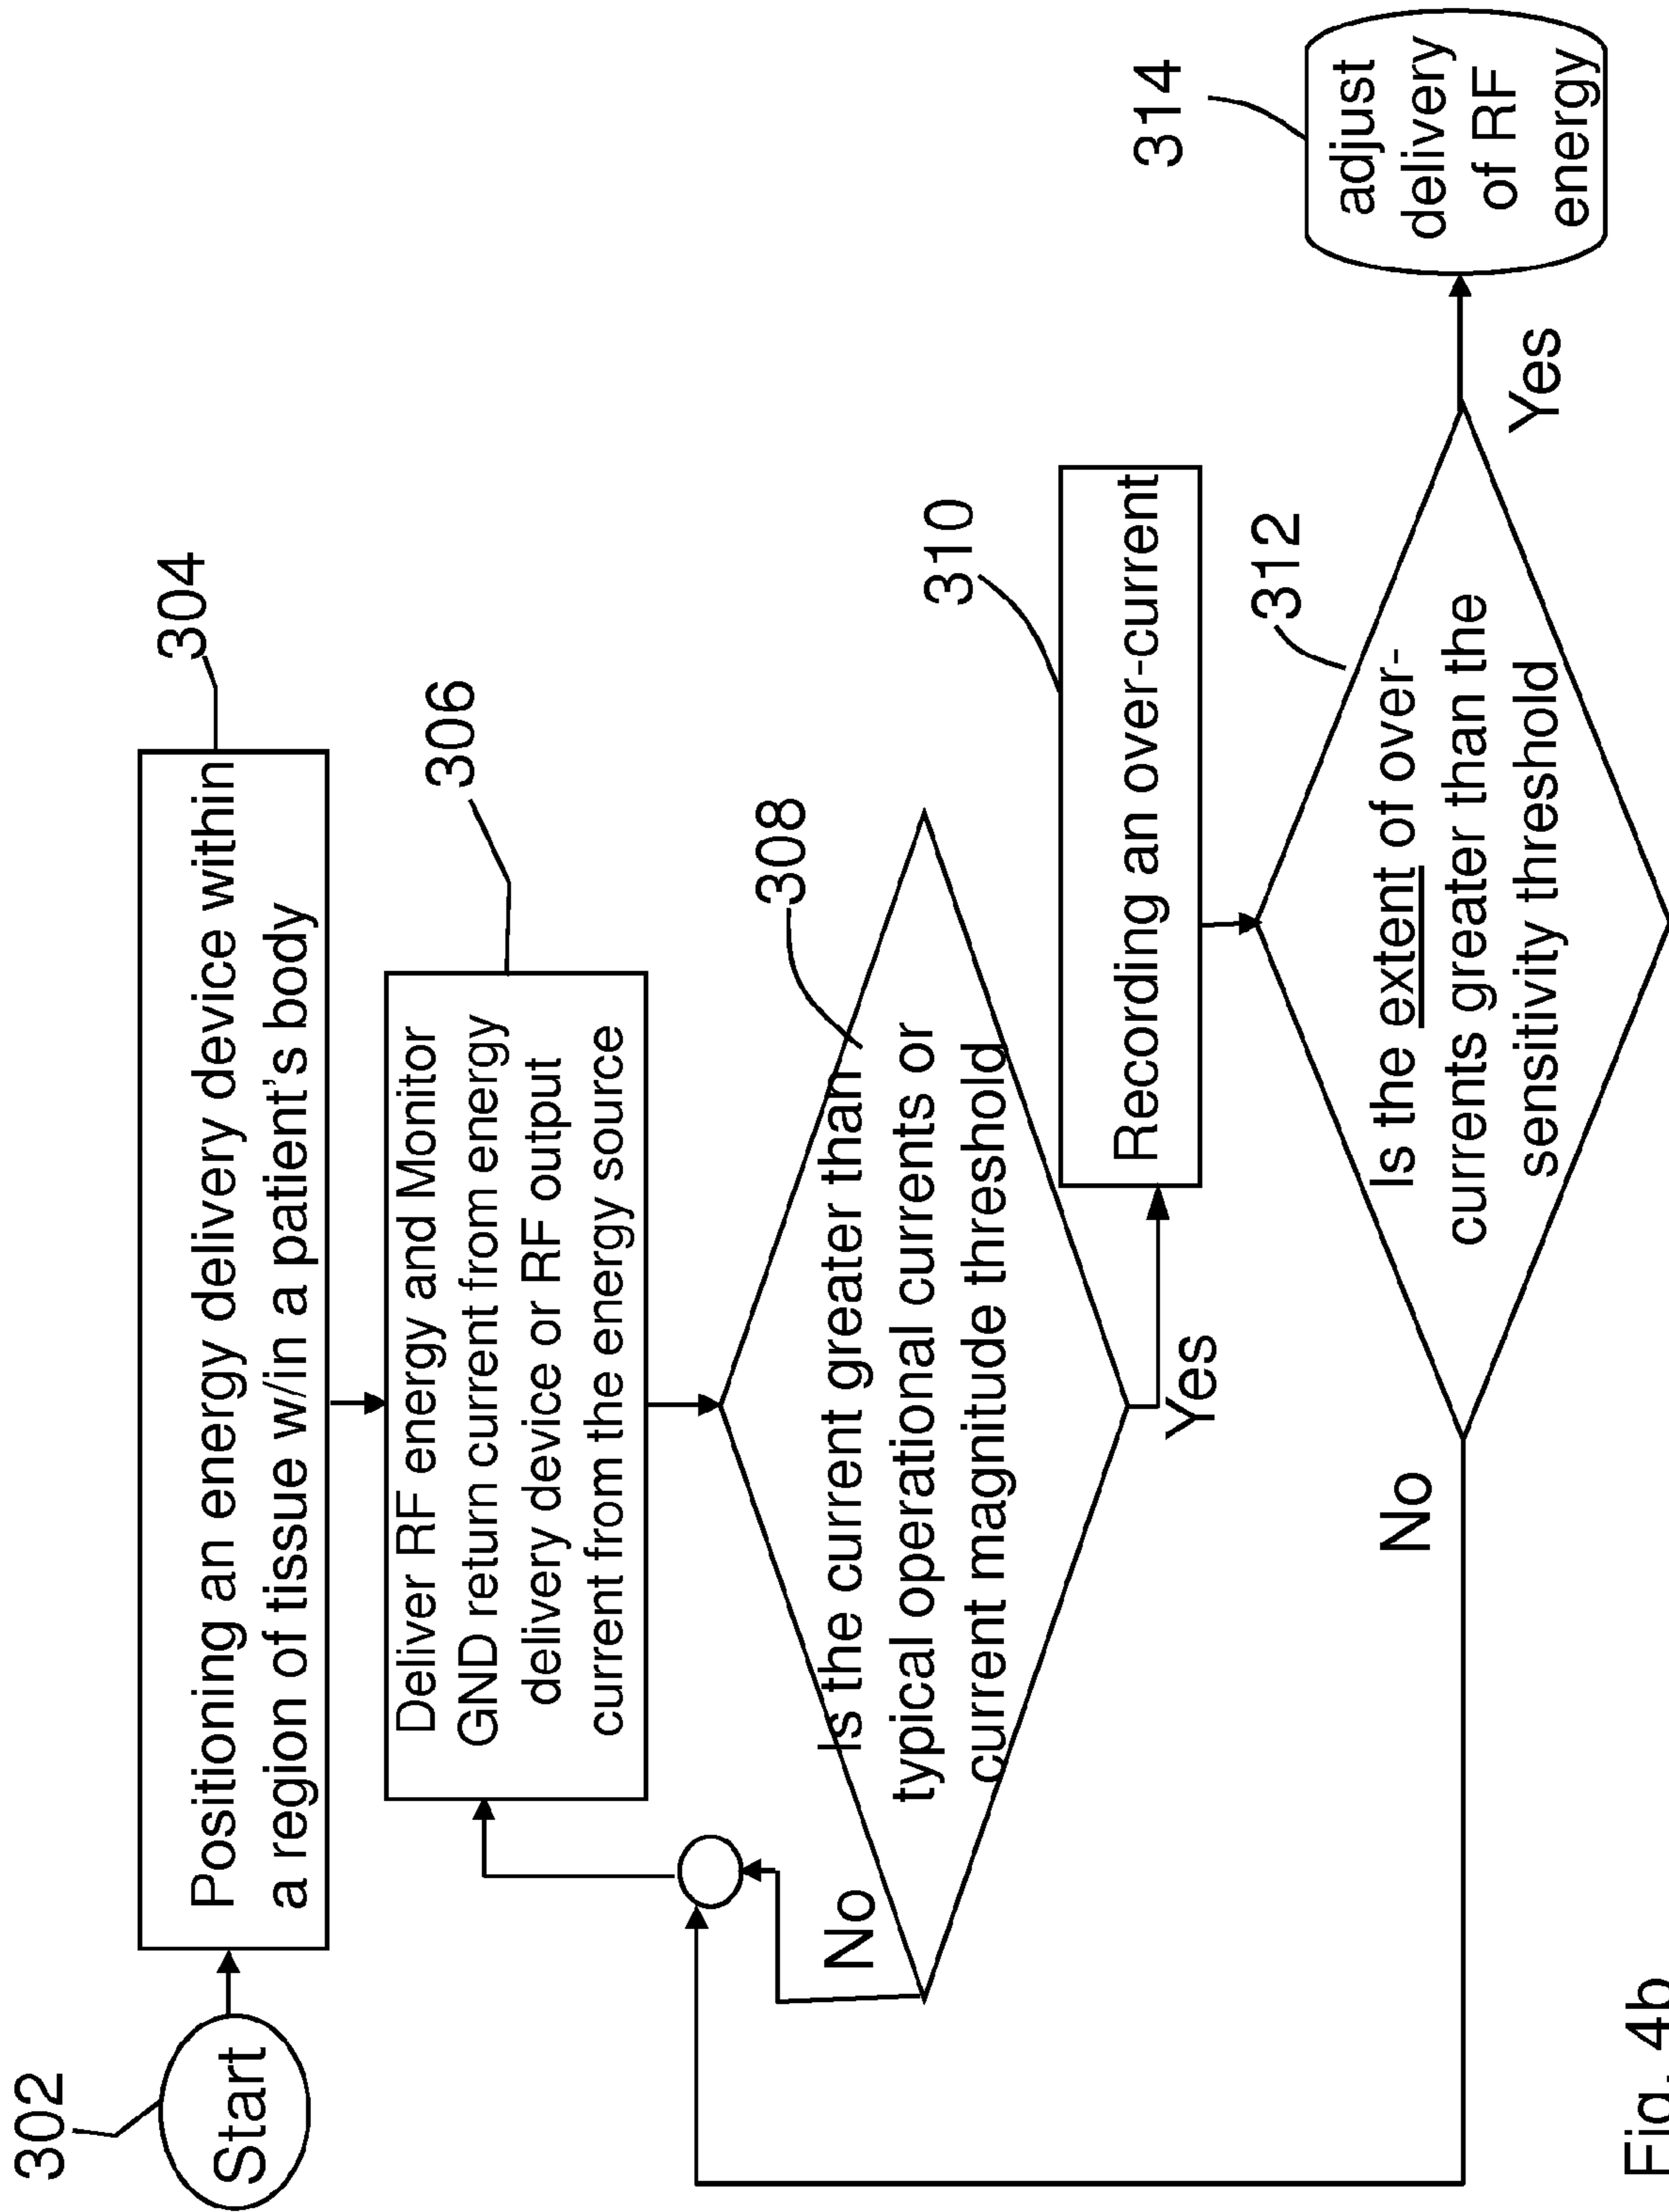 302
Start
304
Positioning an energy delivery device within
a region of tissue w/in a patient's body
306
Deliver RF energy and Monitor
GND return current from energy
delivery device or RF output
current from the energy source
308
Is the current greater than
typical operational currents or
current magnitude threshold
No
Yes
310
Recording an over-current
312
Is the extent of over-
currents greater than the
sensitivity threshold
No
Yes
314
adjust
delivery
of RF
energy
Fig. 4b